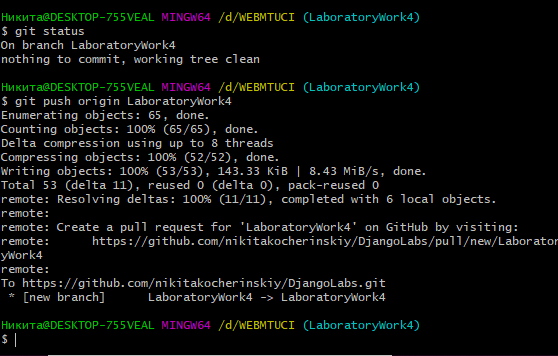 Никита@DESKTOP-755VEAL MINGW64 /d/WEBMTUCI (LaboratoryWork4)
$ git status
On branch LaboratoryWork4
nothing to commit, working tree clean
Никита@DESKTOP-755VEAL MINGW64 /d/WEBMTUCI (LaboratoryWork4)
$ git push origin LaboratoryWork4
Enumerating objects: 65, done.
Counting objects: 100% (65/65), done.
Delta compression using up to 8 threads
Compressing objects: 100% (52/52), done.
Writing objects: 100% (53/53), 143.33 KiB | 8.43 MiB/s, done.
Total 53 (delta 11), reused 0 (delta 0), pack-reused 0
remote: Resolving deltas: 100% (11/11), completed with 6 local objects.
remote:
remote: Create a pull request for 'LaboratoryWork4' on GitHub by visiting:
remote:      https://github.com/nikitakocherinskiy/DjangoLabs/pull/new/Laborator
yWork4
remote:
To https://github.com/nikitakocherinskiy/DjangoLabs.git
 * [new branch]      LaboratoryWork4 -> LaboratoryWork4
Никита@DESKTOP-755VEAL MINGW64 /d/WEBMTUCI (LaboratoryWork4)
$